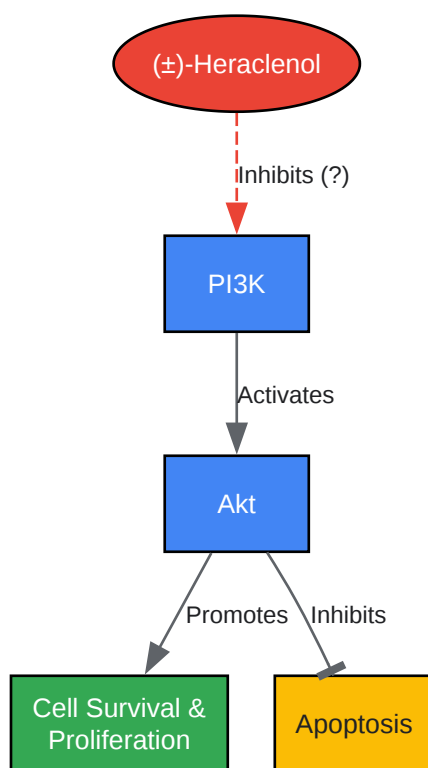 (±)-Heraclenol
Inhibits (?)
PI3K
Activates
Akt
Promotes
Inhibits
Cell Survival &
Proliferation
Apoptosis